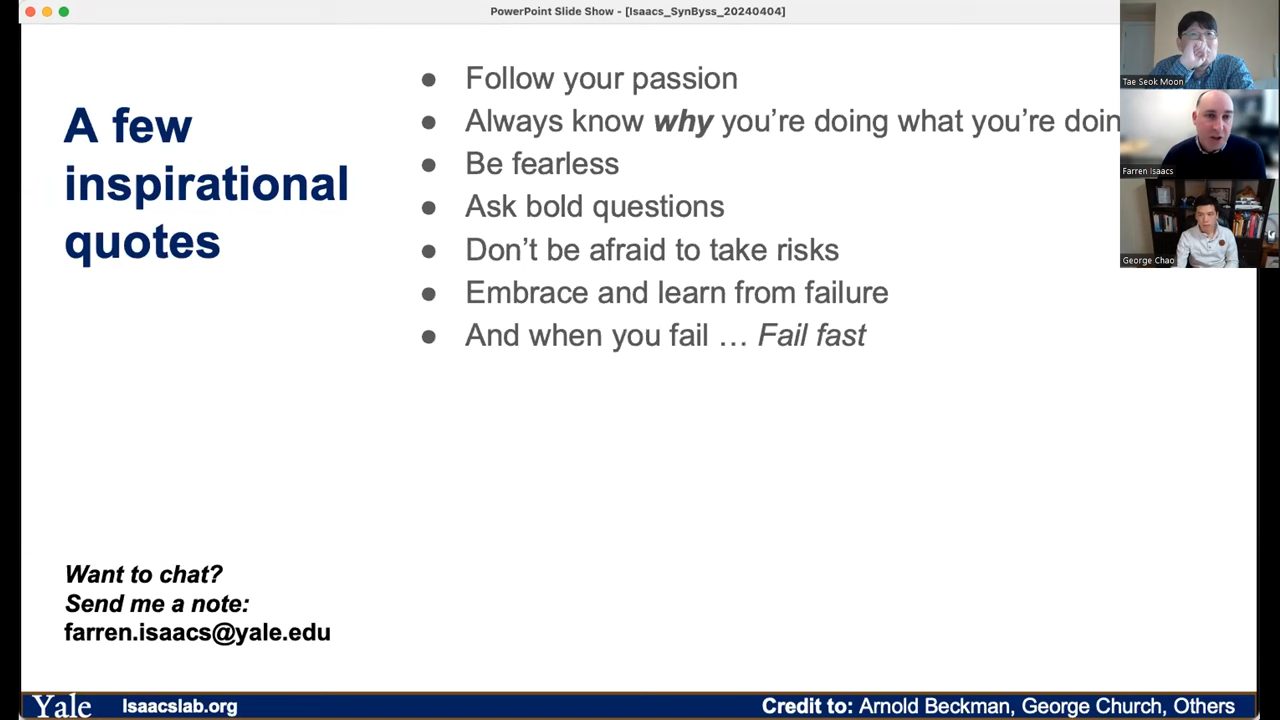 PowerPoint Slide Show - [Isaacs_SynByss_20240404]
A few
inspirational
quotes
● Follow your passion
● Always know why you’re doing what you’re doin
● Be fearless
● Ask bold questions
● Don’t be afraid to take risks
● Embrace and learn from failure
● And when you fail … Fail fast
Tae Seok Moon
Farren Isaacs
George Chao
Want to chat?
Send me a note:
farren.isaacs@yale.edu
Yale Isaacslab.org Credit to: Arnold Beckman, George Church, Others